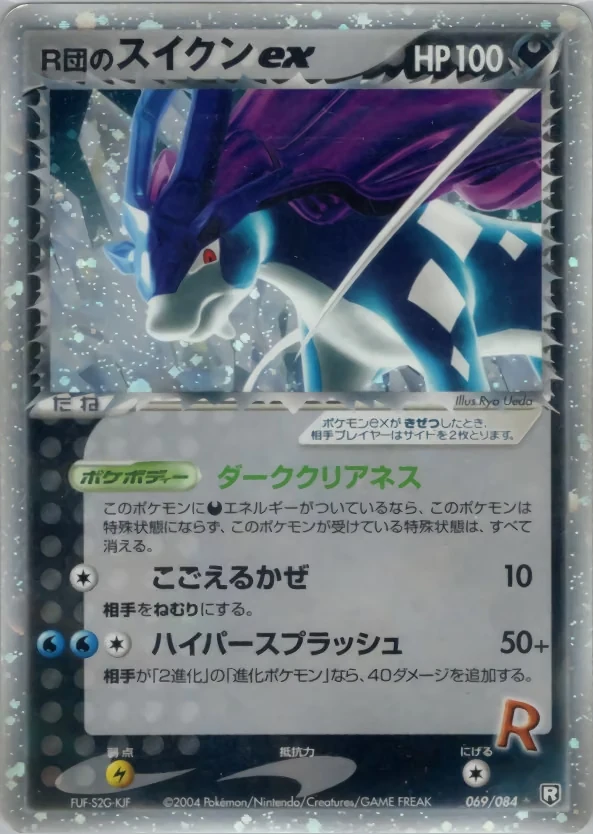 R団のスイクンex HP100
たね
Illus.Ryo Ueda
ポケモンexがきぜつしたとき、
相手プレイヤーはサイドを2枚とります。
ポケボディー ダーククリアネス
このポケモンにエネルギーがついているなら、このポケモンは
特殊状態にならず、このポケモンが受けている特殊状態は、すべて
消える。
こごえるかぜ 10
相手をねむりにする。
ハイパースプラッシュ 50+
相手が「2進化」の「進化ポケモン」なら、40ダメージを追加する。
R
弱点 抵抗力 にげる
FUF-S2G-KJF ©2004 Pokémon/Nintendo/Creatures/GAME FREAK 069/084 R